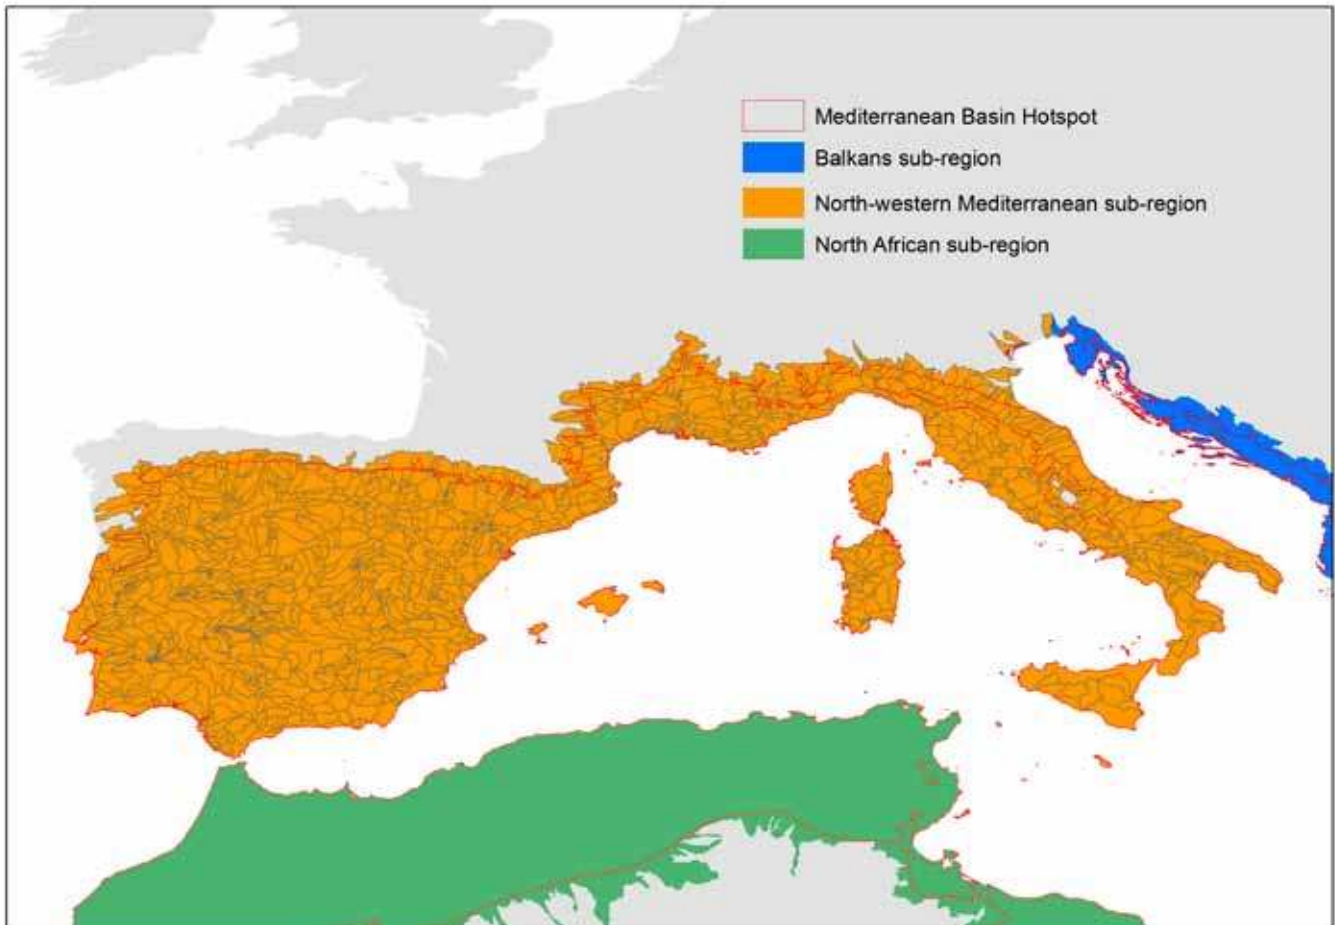 Mediterranean Basin Hotspot
Balkans sub-region
North-western Mediterranean sub-region
North African sub-region